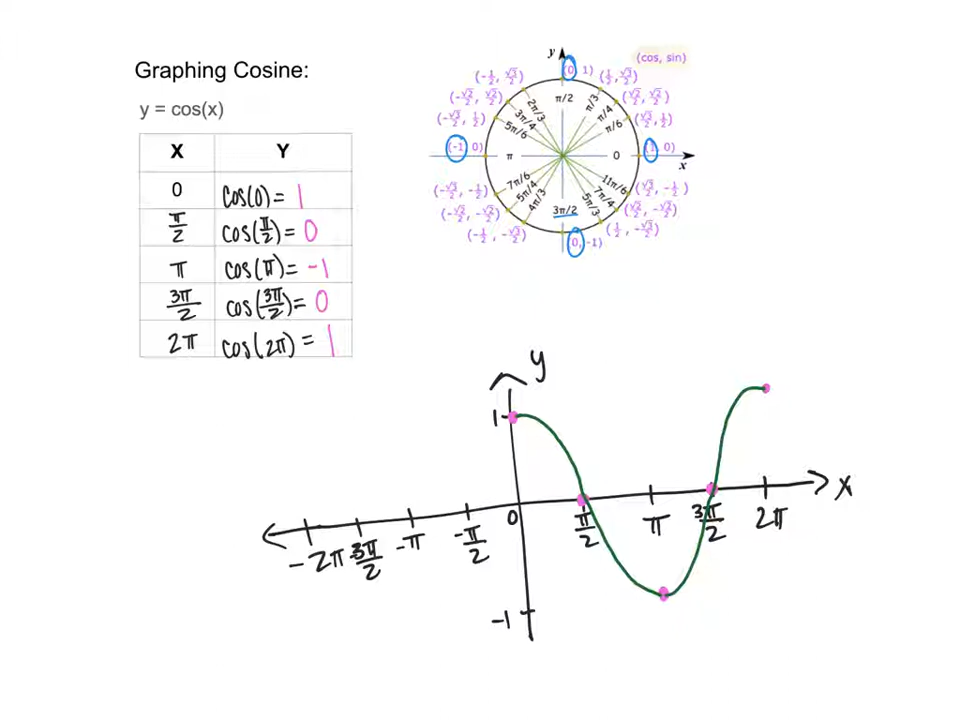 Graphing Cosine:
y = cos(x)
X Y
0 cos(0) = 1
π/2 cos(π/2) = 0
π cos(π) = -1
3π/2 cos(3π/2) = 0
2π cos(2π) = 1
(cos, sin)
y
(0, 1)
(-1/2, √3/2) (1/2, √3/2)
(-√2/2, √2/2) (√2/2, √2/2)
(-√3/2, 1/2) (√3/2, 1/2)
π/2
2π/3 π/3
3π/4 π/4
5π/6 π/6
(-1, 0) π 0 (1, 0)
x
7π/6 11π/6
5π/4 7π/4
4π/3 5π/3
3π/2
(-√3/2, -1/2) (√3/2, -1/2)
(-√2/2, -√2/2) (√2/2, -√2/2)
(-1/2, -√3/2) (1/2, -√3/2)
(0, -1)
y
1
x
-2π -3π/2 -π -π/2 0 π/2 π 3π/2 2π
-1